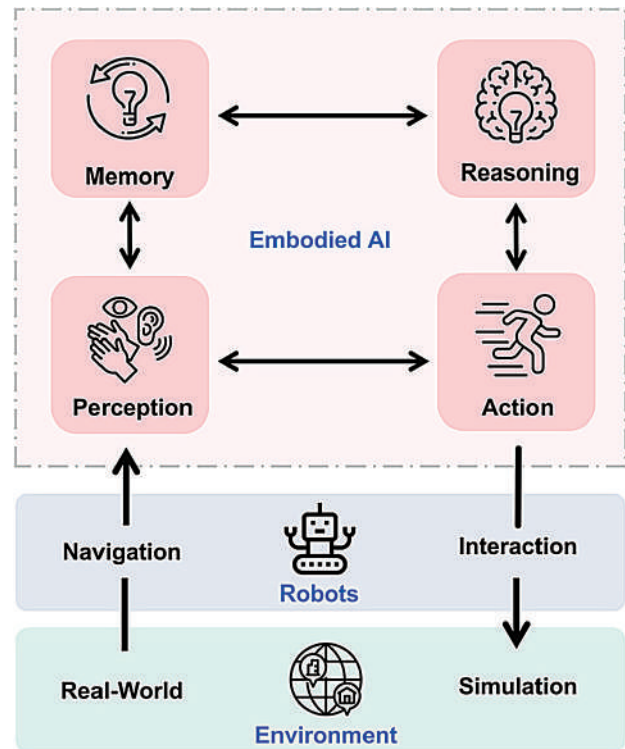 Memory
Reasoning
Embodied AI
Perception
Action
Navigation
Interaction
Robots
Real-World
Simulation
Environment